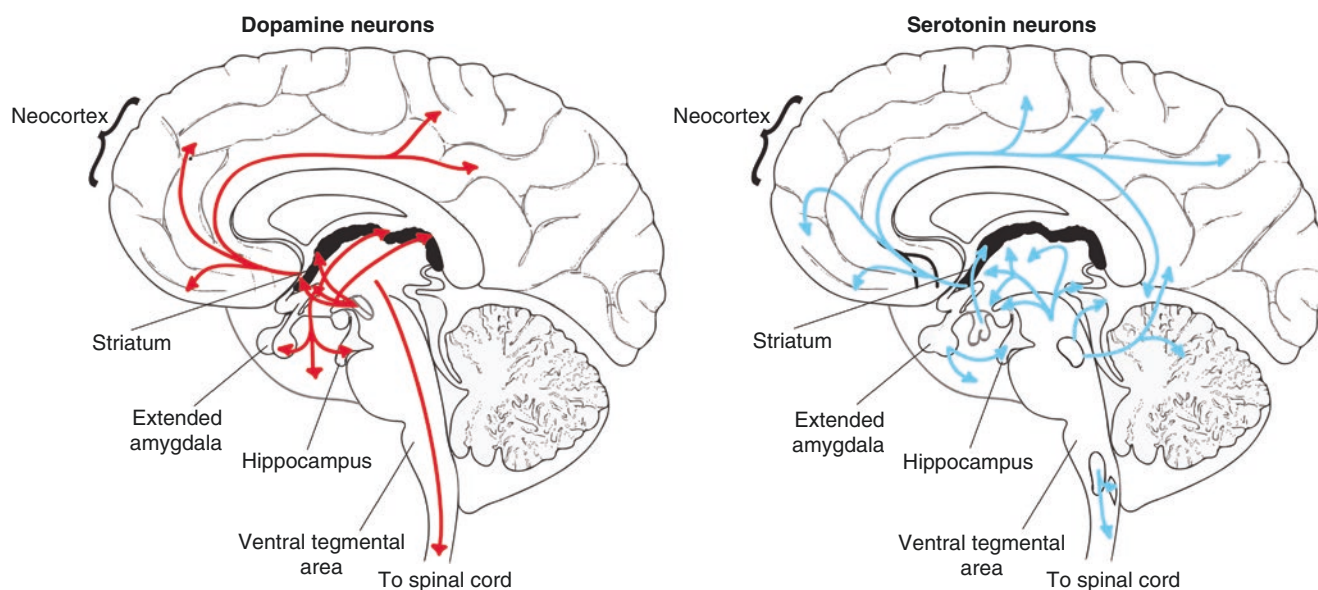 Dopamine neurons
Neocortex
Striatum
Extended
amygdala
Hippocampus
Ventral tegmental
area
To spinal cord
Serotonin neurons
Neocortex
Striatum
Extended
amygdala
Hippocampus
Ventral tegmental
area
To spinal cord